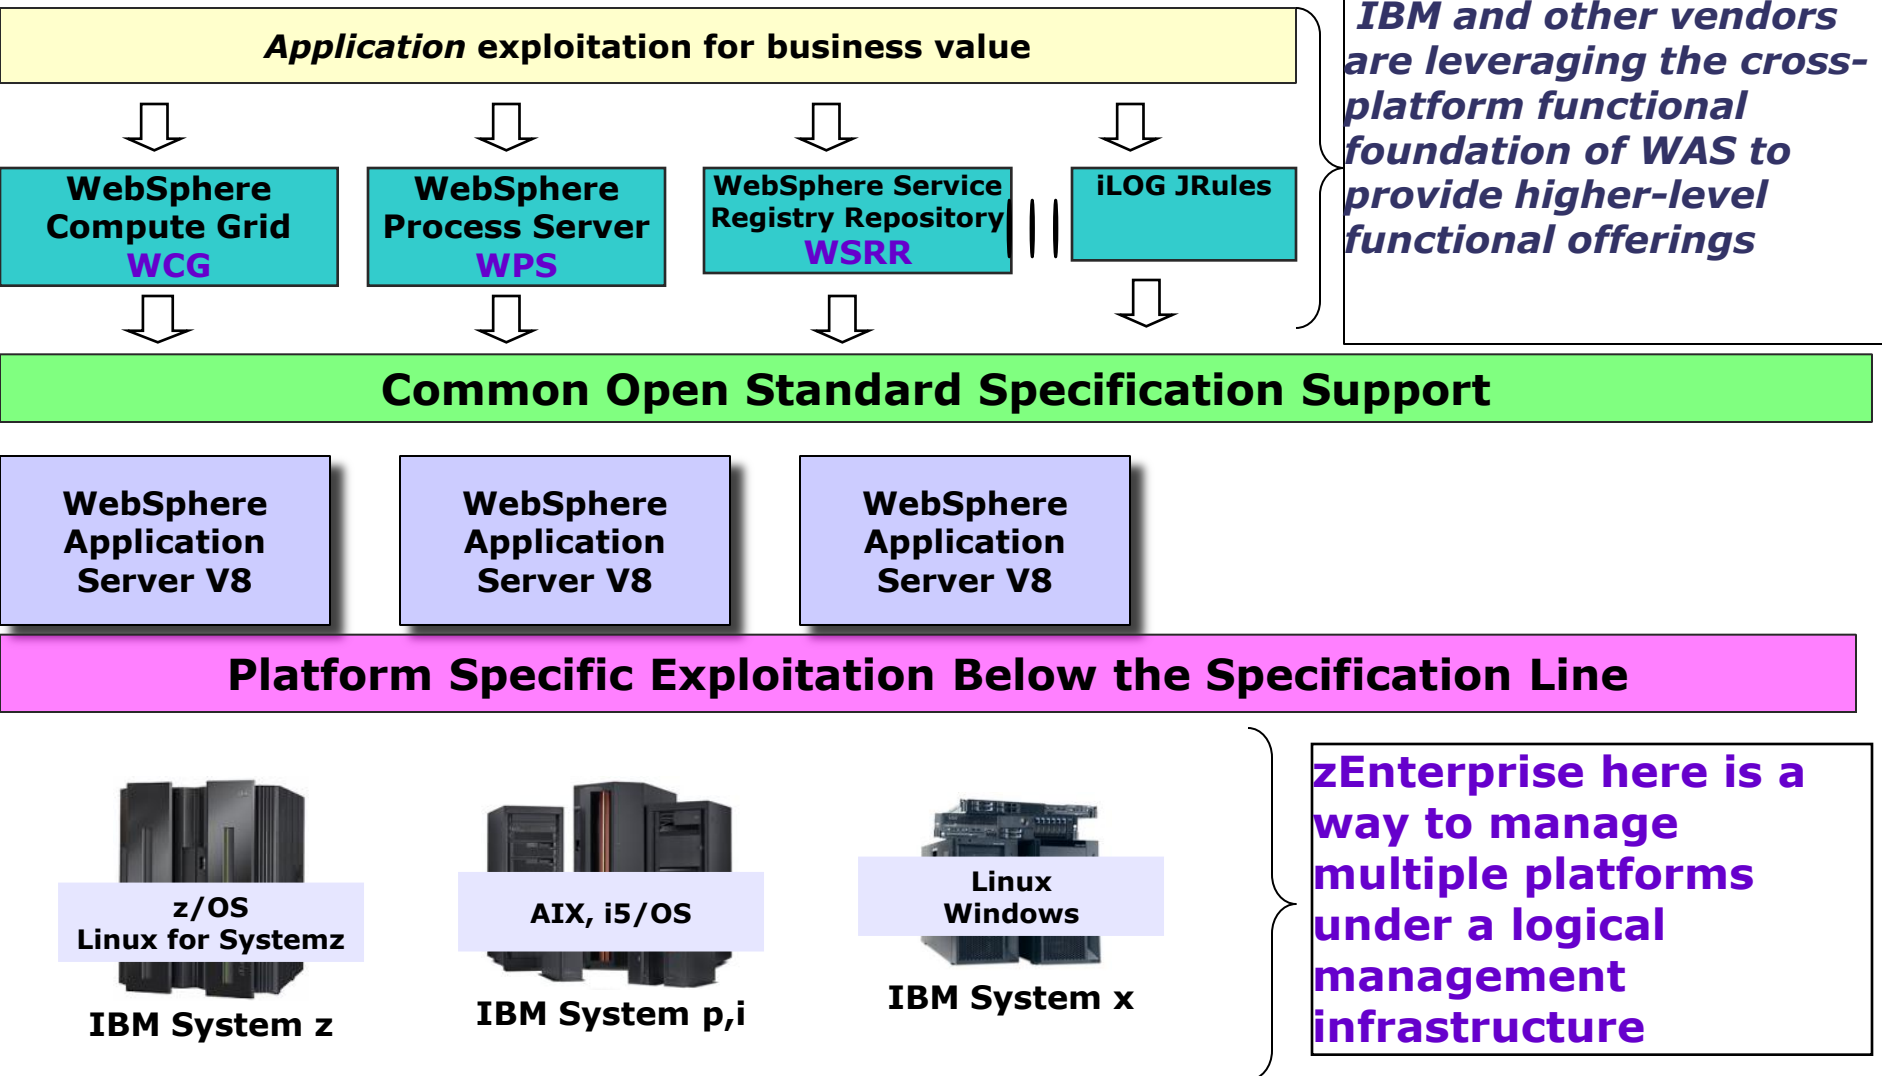 Application exploitation for business value
IBM and other vendors
are leveraging the cross-
platform functional
foundation of WAS to
provide higher-level
functional offerings
WebSphere
Compute Grid
WCG
WebSphere
Process Server
WPS
WebSphere Service
Registry Repository
WSRR
iLOG JRules
Common Open Standard Specification Support
WebSphere
Application
Server V8
WebSphere
Application
Server V8
WebSphere
Application
Server V8
Platform Specific Exploitation Below the Specification Line
z/OS
Linux for Systemz
IBM System z
AIX, i5/OS
IBM System p,i
Linux
Windows
IBM System x
zEnterprise here is a
way to manage
multiple platforms
under a logical
management
infrastructure